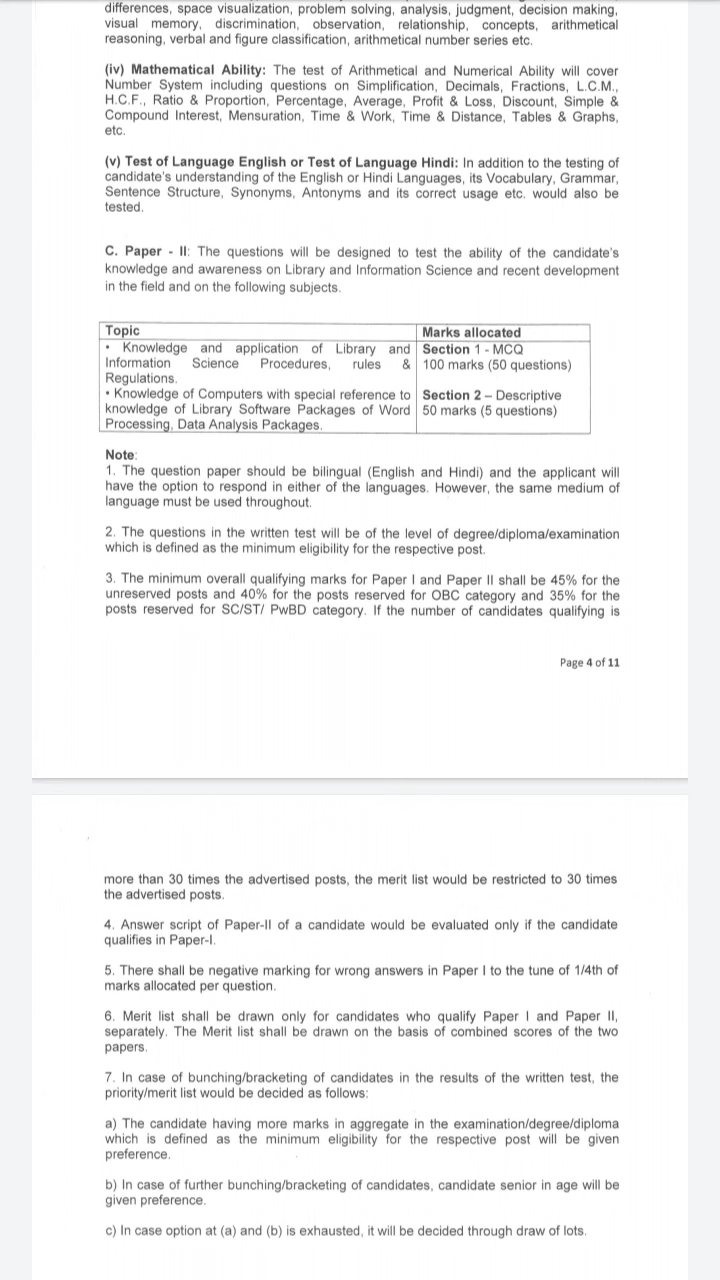 differences, space visualization, problem solving, analysis, judgment, decision making,
visual memory, discrimination, observation, relationship, concepts, arithmetical
reasoning, verbal and figure classification, arithmetical number series etc.
(iv) Mathematical Ability: The test of Arithmetical and Numerical Ability will cover
Number System including questions on Simplification, Decimals, Fractions, L.C.M.,
H.C.F., Ratio & Proportion, Percentage, Average, Profit & Loss, Discount, Simple &
Compound Interest, Mensuration, Time & Work, Time & Distance, Tables & Graphs,
etc.
(v) Test of Language English or Test of Language Hindi: In addition to the testing of
candidate's understanding of the English or Hindi Languages, its Vocabulary, Grammar,
Sentence Structure, Synonyms, Antonyms and its correct usage etc. would also be
tested.
C. Paper - II: The questions will be designed to test the ability of the candidate's
knowledge and awareness on Library and Information Science and recent development
in the field and on the following subjects.
Topic
• Knowledge and application of Library and
Information Science Procedures, rules &
Regulations.
• Knowledge of Computers with special reference to
knowledge of Library Software Packages of Word
Processing, Data Analysis Packages.
Marks allocated
Section 1 - MCQ
100 marks (50 questions)
Section 2 – Descriptive
50 marks (5 questions)
Note:
1. The question paper should be bilingual (English and Hindi) and the applicant will
have the option to respond in either of the languages. However, the same medium of
language must be used throughout.
2. The questions in the written test will be of the level of degree/diploma/examination
which is defined as the minimum eligibility for the respective post.
3. The minimum overall qualifying marks for Paper I and Paper II shall be 45% for the
unreserved posts and 40% for the posts reserved for OBC category and 35% for the
posts reserved for SC/ST/ PwBD category. If the number of candidates qualifying is
Page 4 of 11
more than 30 times the advertised posts, the merit list would be restricted to 30 times
the advertised posts.
4. Answer script of Paper-II of a candidate would be evaluated only if the candidate
qualifies in Paper-I.
5. There shall be negative marking for wrong answers in Paper I to the tune of 1/4th of
marks allocated per question.
6. Merit list shall be drawn only for candidates who qualify Paper I and Paper II,
separately. The Merit list shall be drawn on the basis of combined scores of the two
papers.
7. In case of bunching/bracketing of candidates in the results of the written test, the
priority/merit list would be decided as follows:
a) The candidate having more marks in aggregate in the examination/degree/diploma
which is defined as the minimum eligibility for the respective post will be given
preference.
b) In case of further bunching/bracketing of candidates, candidate senior in age will be
given preference.
c) In case option at (a) and (b) is exhausted, it will be decided through draw of lots.